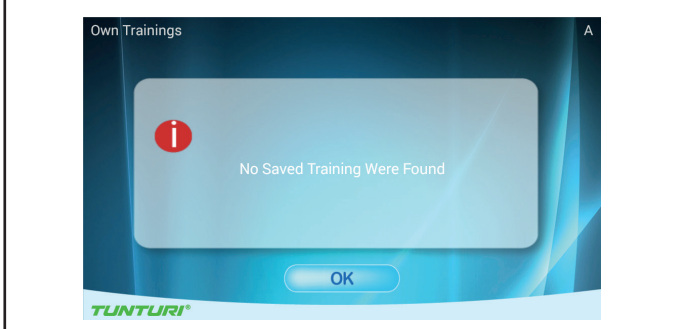 Own Trainings
A
i
No Saved Training Were Found
OK
TUNTURI®